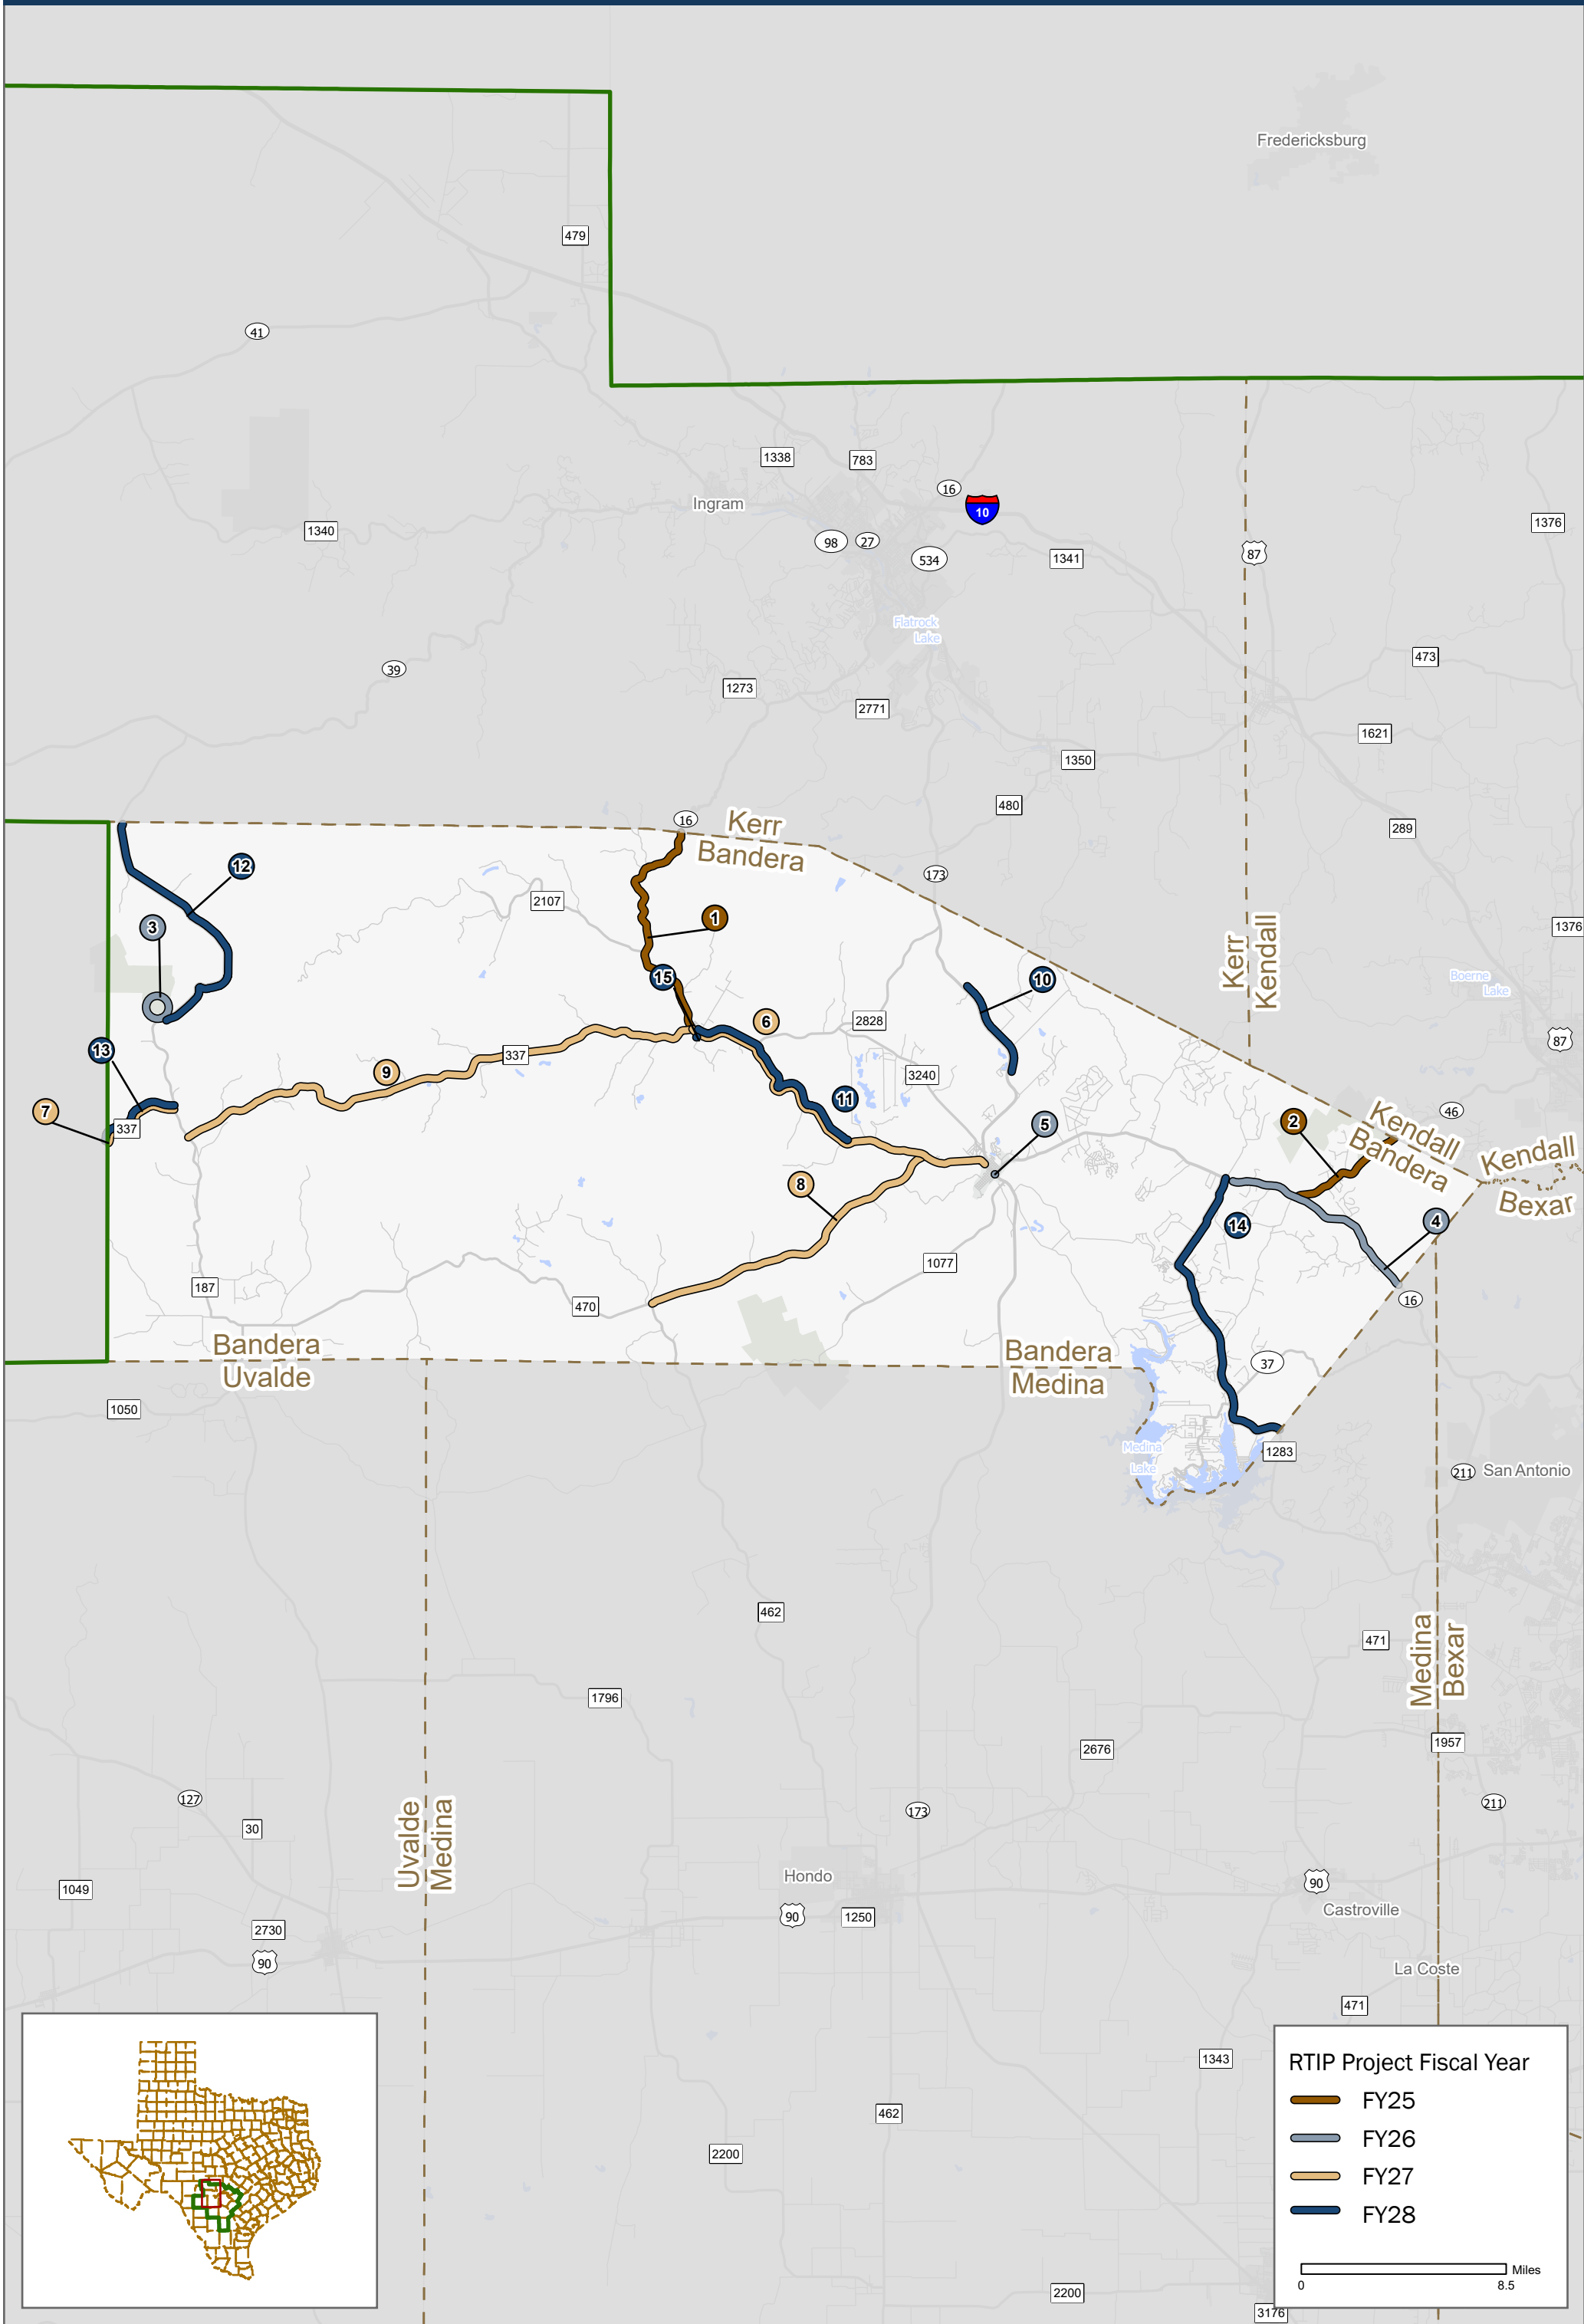 Fredericksburg
479
41
1338
783
16
Ingram
10
1340
1376
98
27
534
1341
87
Flatrock
Lake
473
39
1273
2771
1621
1350
480
16
Kerr
Bandera
289
12
173
2107
1
3
1376
Kerr
Kendall
15
10
Boerne
Lake
6
2828
87
13
337
9
3240
11
7
337
46
5
2
Kendall
Bandera
Kendall
Bexar
8
14
4
1077
187
470
16
Bandera
Uvalde
Bandera
Medina
37
1050
Medina
Lake
1283
211
San Antonio
462
471
Medina
Bexar
1796
1957
2676
127
173
211
30
Uvalde
Medina
Hondo
90
1049
90
1250
Castroville
2730
90
La Coste
471
1343
462
2200
2200
3176
RTIP Project Fiscal Year
FY25
FY26
FY27
FY28
Miles
0
8.5